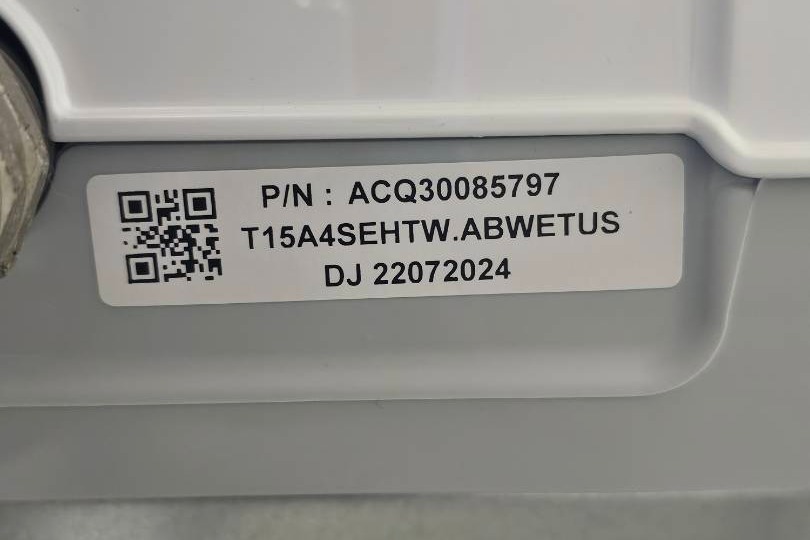 P/N : ACQ30085797
T15A4SEHTW.ABWETUS
DJ 22072024